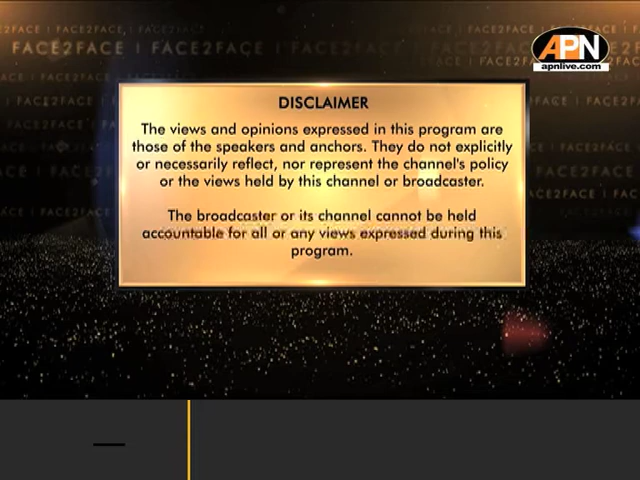 FACE2FACE | FACE2FACE | FACE2FACE
APN
apnlive.com
DISCLAIMER
The views and opinions expressed in this program are
those of the speakers and anchors. They do not explicitly
or necessarily reflect, nor represent the channel's policy
or the views held by this channel or broadcaster.
The broadcaster or its channel cannot be held
accountable for all or any views expressed during this
program.